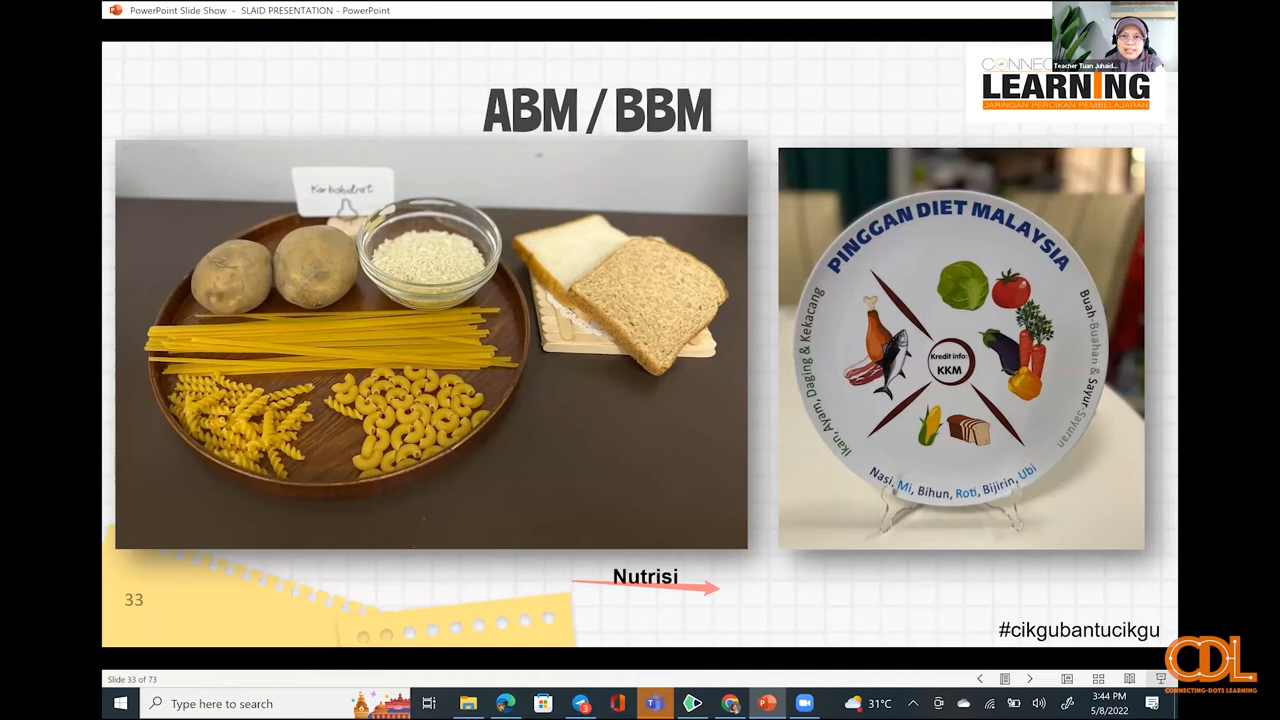 PowerPoint Slide Show - SLAID PRESENTATION - PowerPoint
Teacher Tuan Juhaid...
LEARNING
JARINGAN PERCIKAN PEMBELAJARAN
ABM / BBM
Karbohidrat
PINGGAN DIET MALAYSIA
Ikan, Ayam, Daging & Kekacang
Buah-Buahan & Sayur-Sayuran
Kredit info:
KKM
Nasi, Mi, Bihun, Roti, Bijirin, Ubi
Nutrisi
33
#cikgubantucikgu
CDL
CONNECTING-DOTS LEARNING
Slide 33 of 73
Type here to search
3
31°C
3:44 PM
5/8/2022